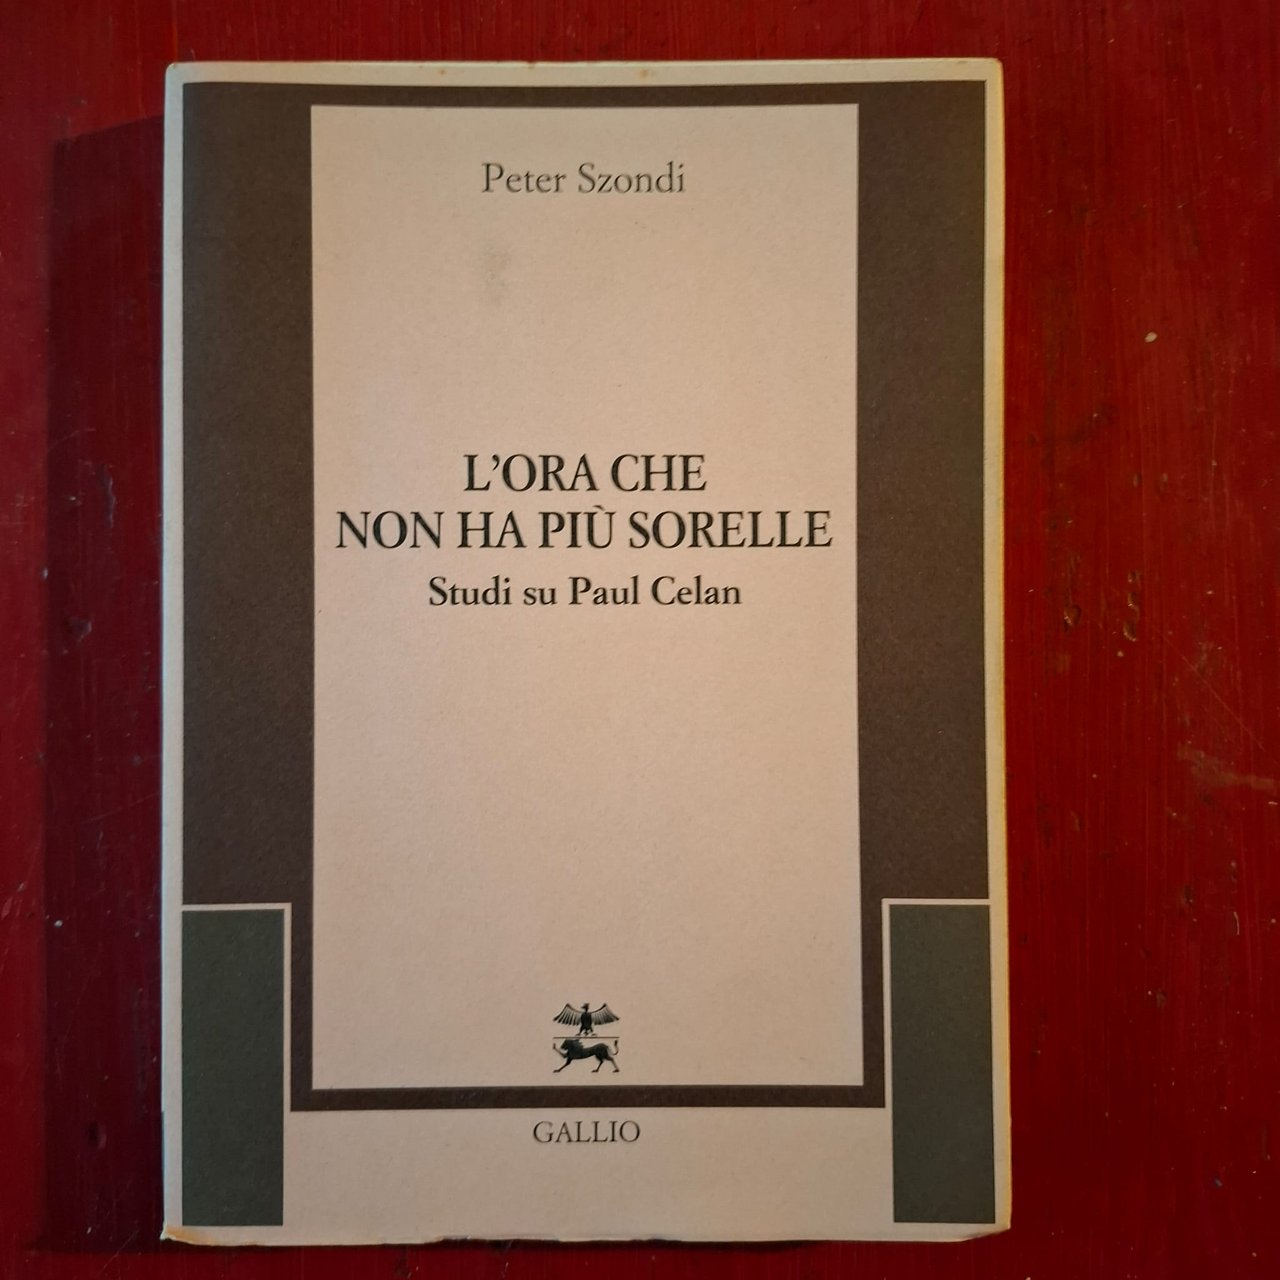 Peter Szondi
L'ORA CHE
NON HA PIÙ SORELLE
Studi su Paul Celan
GALLIO